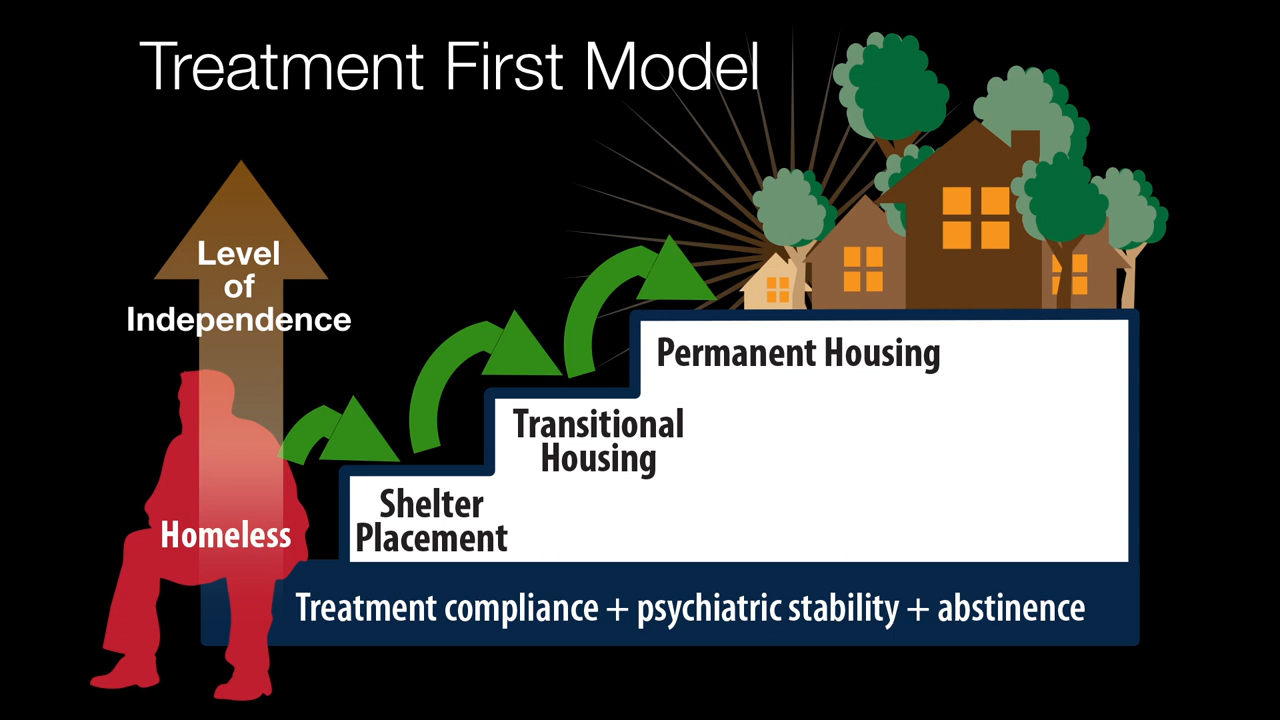 Treatment First Model
Level
of
Independence
Homeless
Shelter
Placement
Transitional
Housing
Permanent Housing
Treatment compliance + psychiatric stability + abstinence